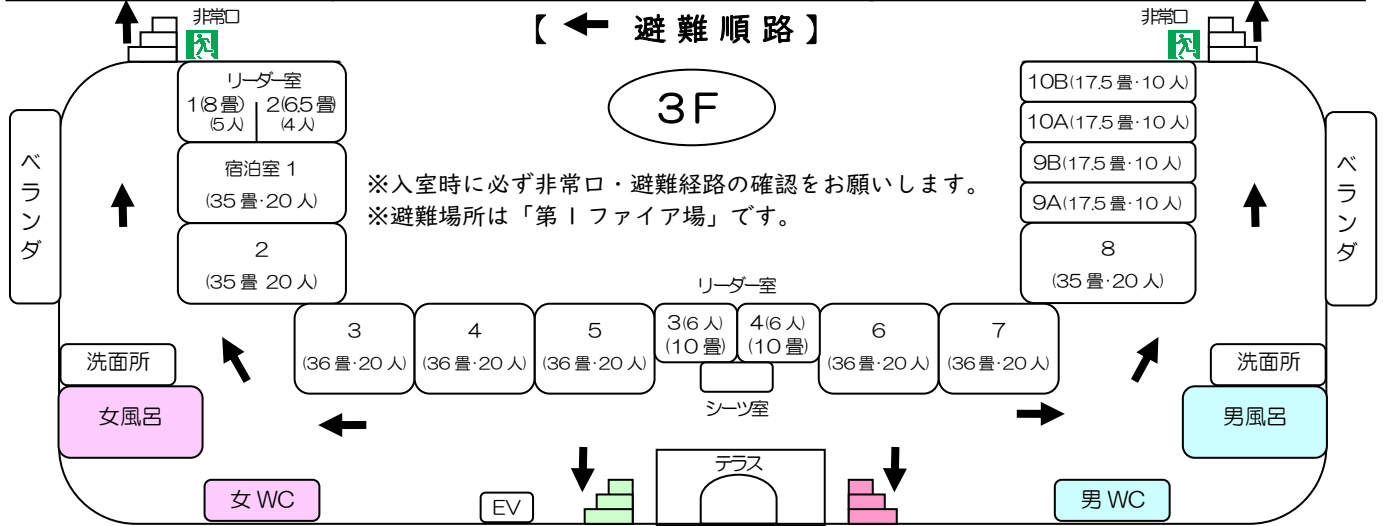 非常口
【 ← 避難順路】
非常口
3F
リーダー室
1(8畳)
(5人)
2(6.5畳)
(4人)
宿泊室 1
(35畳·20人)
2
(35畳 20人)
ベランダ
※入室時に必ず非常口・避難経路の確認をお願いします。
※避難場所は「第1ファイア場」です。
10B(17.5畳·10人)
10A(17.5畳·10人)
9B(17.5畳·10人)
9A(17.5畳·10人)
8
(35畳·20人)
ベランダ
リーダー室
3
(36畳·20人)
4
(36畳·20人)
5
(36畳·20人)
3(6人)
(10畳)
4(6人)
(10畳)
6
(36畳·20人)
7
(36畳·20人)
シーツ室
洗面所
女風呂
洗面所
男風呂
女WC
EV
テラス
男WC